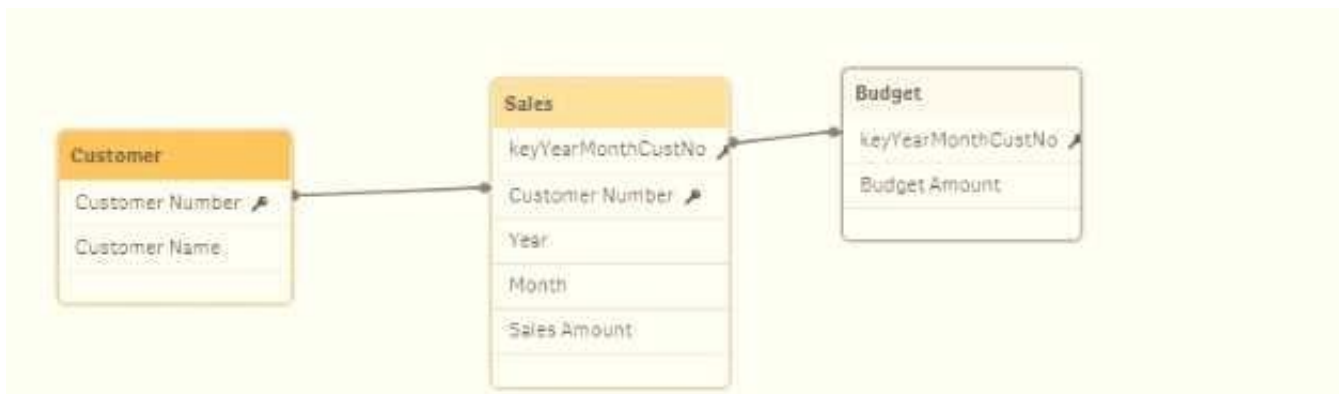 Customer
Customer Number
Customer Name
Sales
keyYearMonthCustNo
Customer Number
Year
Month
Sales Amount
Budget
keyYearMonthCustNo
Budget Amount